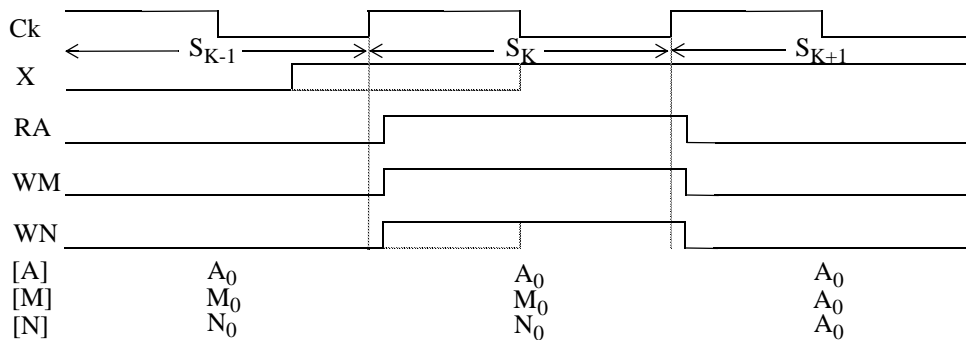 Ck
S_{K-1} S_K S_{K+1}
X
RA
WM
WN
[A] A_0 A_0 A_0
[M] M_0 M_0 A_0
[N] N_0 N_0 A_0